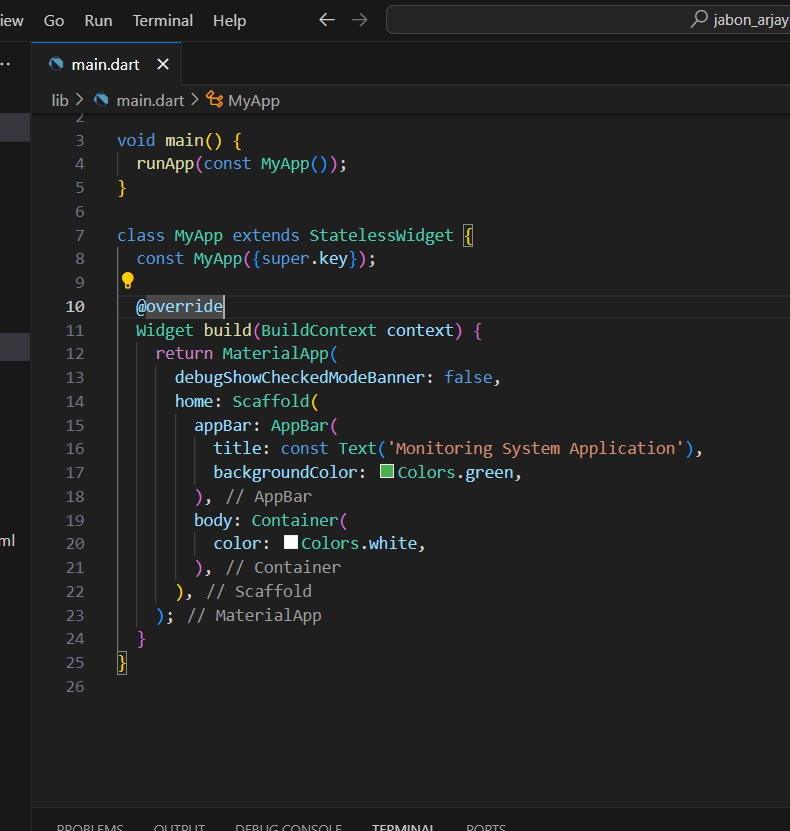 iew Go Run Terminal Help jabon_arjay
main.dart
lib > main.dart > MyApp
2
3 void main() {
4   runApp(const MyApp());
5 }
6
7 class MyApp extends StatelessWidget {
8   const MyApp({super.key});
9
10   @override
11   Widget build(BuildContext context) {
12     return MaterialApp(
13       debugShowCheckedModeBanner: false,
14       home: Scaffold(
15         appBar: AppBar(
16           title: const Text('Monitoring System Application'),
17           backgroundColor: Colors.green,
18         ), // AppBar
19         body: Container(
ml
20           color: Colors.white,
21         ), // Container
22       ), // Scaffold
23     ); // MaterialApp
24   }
25 }
26
PROBLEMS OUTPUT DEBUG CONSOLE TERMINAL PORTS